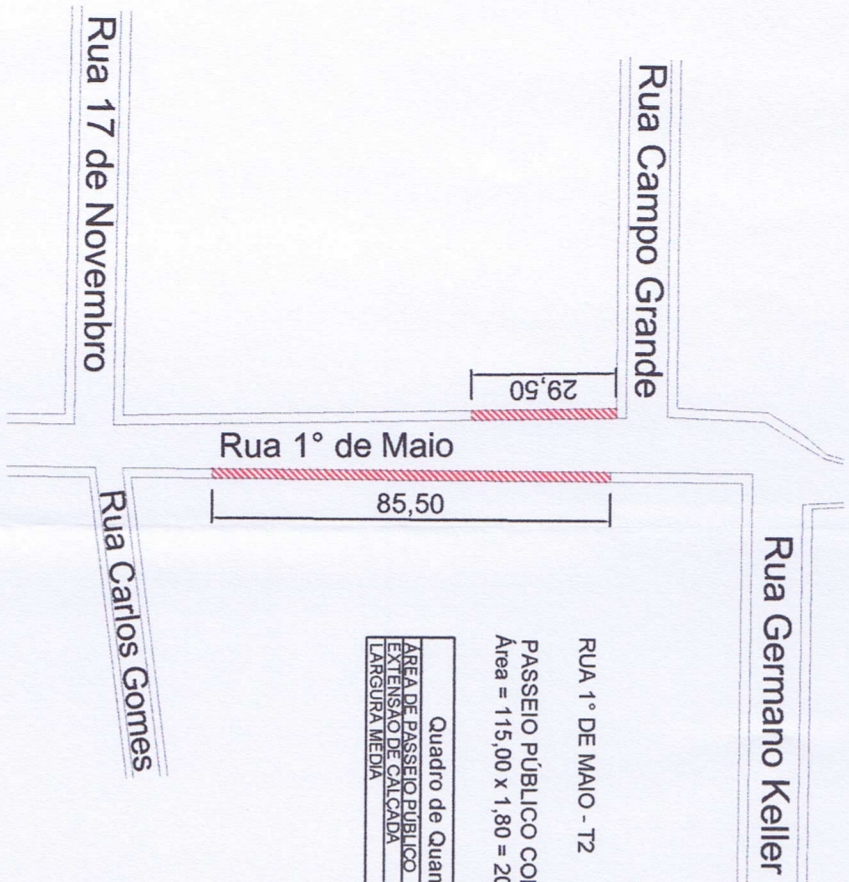 Rua 17 de Novembro
Rua Campo Grande
29,50
Rua 1° de Maio
85,50
Rua Carlos Gomes
Rua Germano Keller
RUA 1° DE MAIO - T2
PASSEIO PÚBLICO
Área = 115,00 x 1,80 =
Quadro de
ÁREA DE PASSEIO PÚBLICO
EXTENSÃO DE CALÇADA
LARGURA MÉDIA